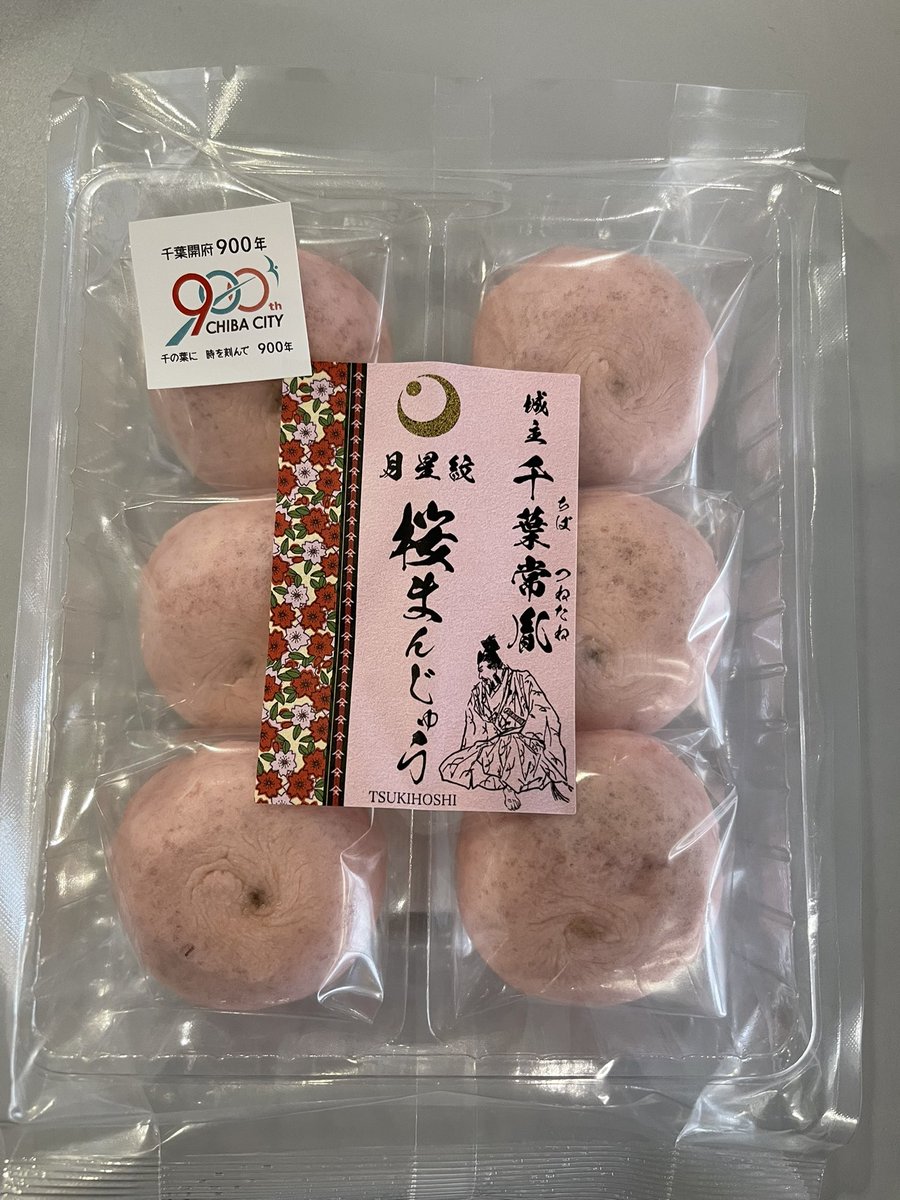 千葉開府900年
900th
CHIBA CITY
千の葉に 時を刻んで 900年
城主 千葉常胤
ちば つねたね
月星紋
桜まんじゅう
TSUKIHOSHI